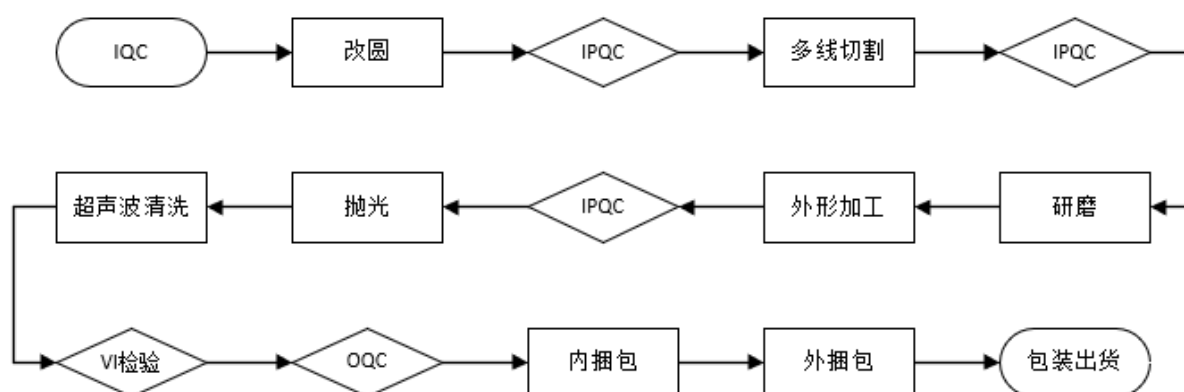 IQC
改圆
IPQC
多线切割
IPQC
研磨
外形加工
IPQC
抛光
超声波清洗
VI检验
OQC
内捆包
外捆包
包装出货